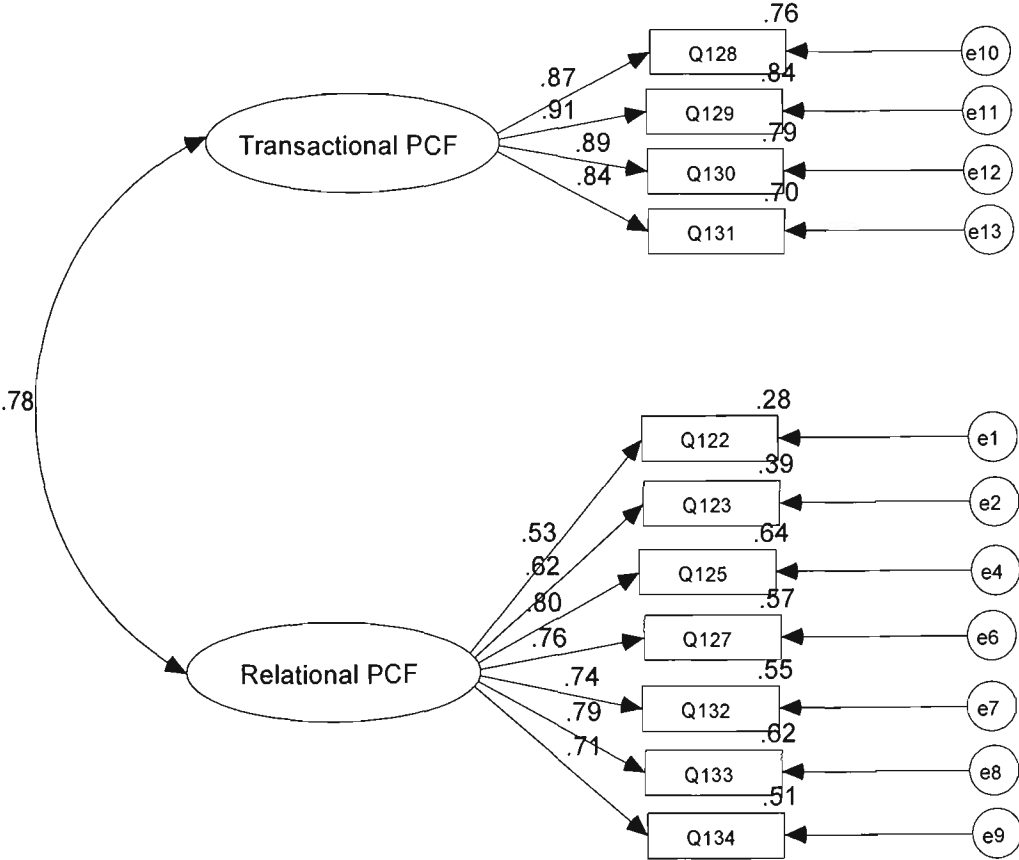 .76
Q128
e10
.87
.84
.91
Q129
e11
Transactional PCF
.79
.89
Q130
e12
.84
.70
Q131
e13
.78
.28
Q122
e1
.39
.53
Q123
e2
.62
.64
.80
Q125
e4
.57
.76
Q127
e6
Relational PCF
.55
.74
Q132
e7
.79
.62
.71
Q133
e8
.51
Q134
e9